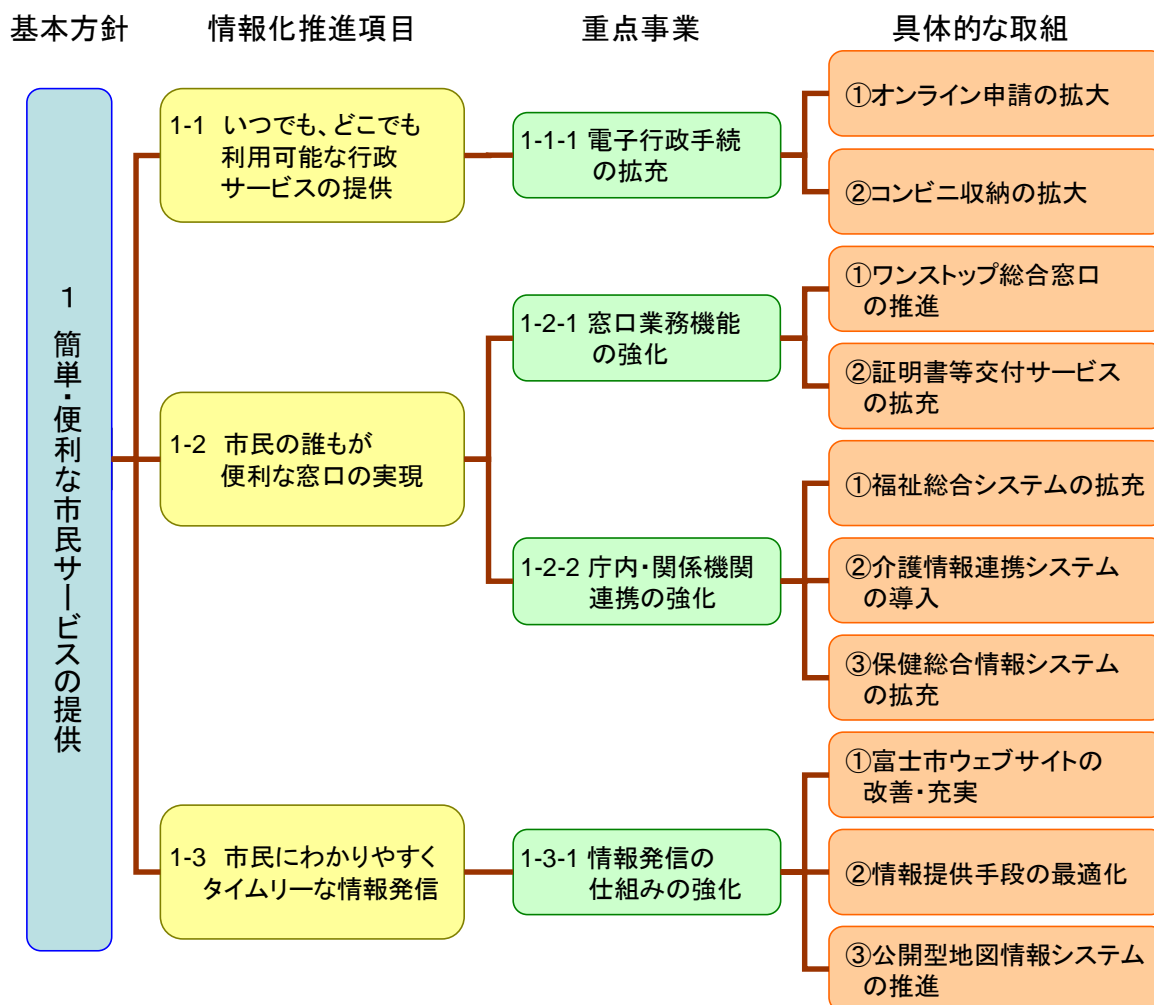 基本方針
情報化推進項目
重点事業
具体的な取組
1 簡単・便利な市民サービスの提供
1-1 いつでも、どこでも
利用可能な行政
サービスの提供
1-1-1 電子行政手続
の拡充
①オンライン申請の拡大
②コンビニ収納の拡大
1-2 市民の誰もが
便利な窓口の実現
1-2-1 窓口業務機能
の強化
①ワンストップ総合窓口
の推進
②証明書等交付サービス
の拡充
1-2-2 庁内・関係機関
連携の強化
①福祉総合システムの拡充
②介護情報連携システム
の導入
③保健総合情報システム
の拡充
1-3 市民にわかりやすく
タイムリーな情報発信
1-3-1 情報発信の
仕組みの強化
①富士市ウェブサイトの
改善・充実
②情報提供手段の最適化
③公開型地図情報システム
の推進